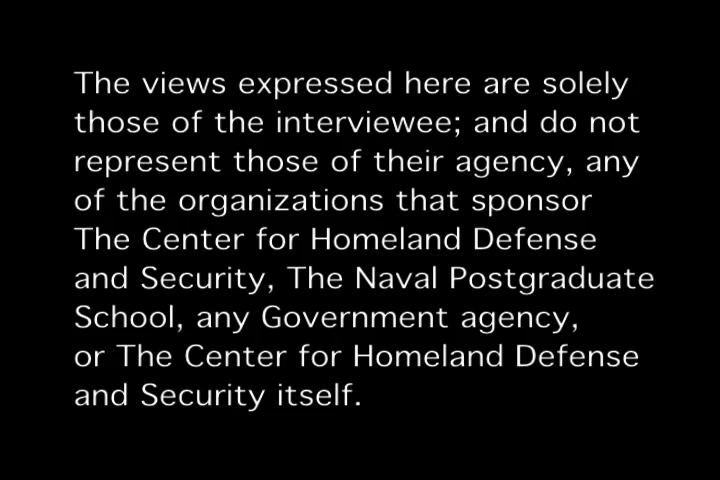 The views expressed here are solely
those of the interviewee; and do not
represent those of their agency, any
of the organizations that sponsor
The Center for Homeland Defense
and Security, The Naval Postgraduate
School, any Government agency,
or The Center for Homeland Defense
and Security itself.